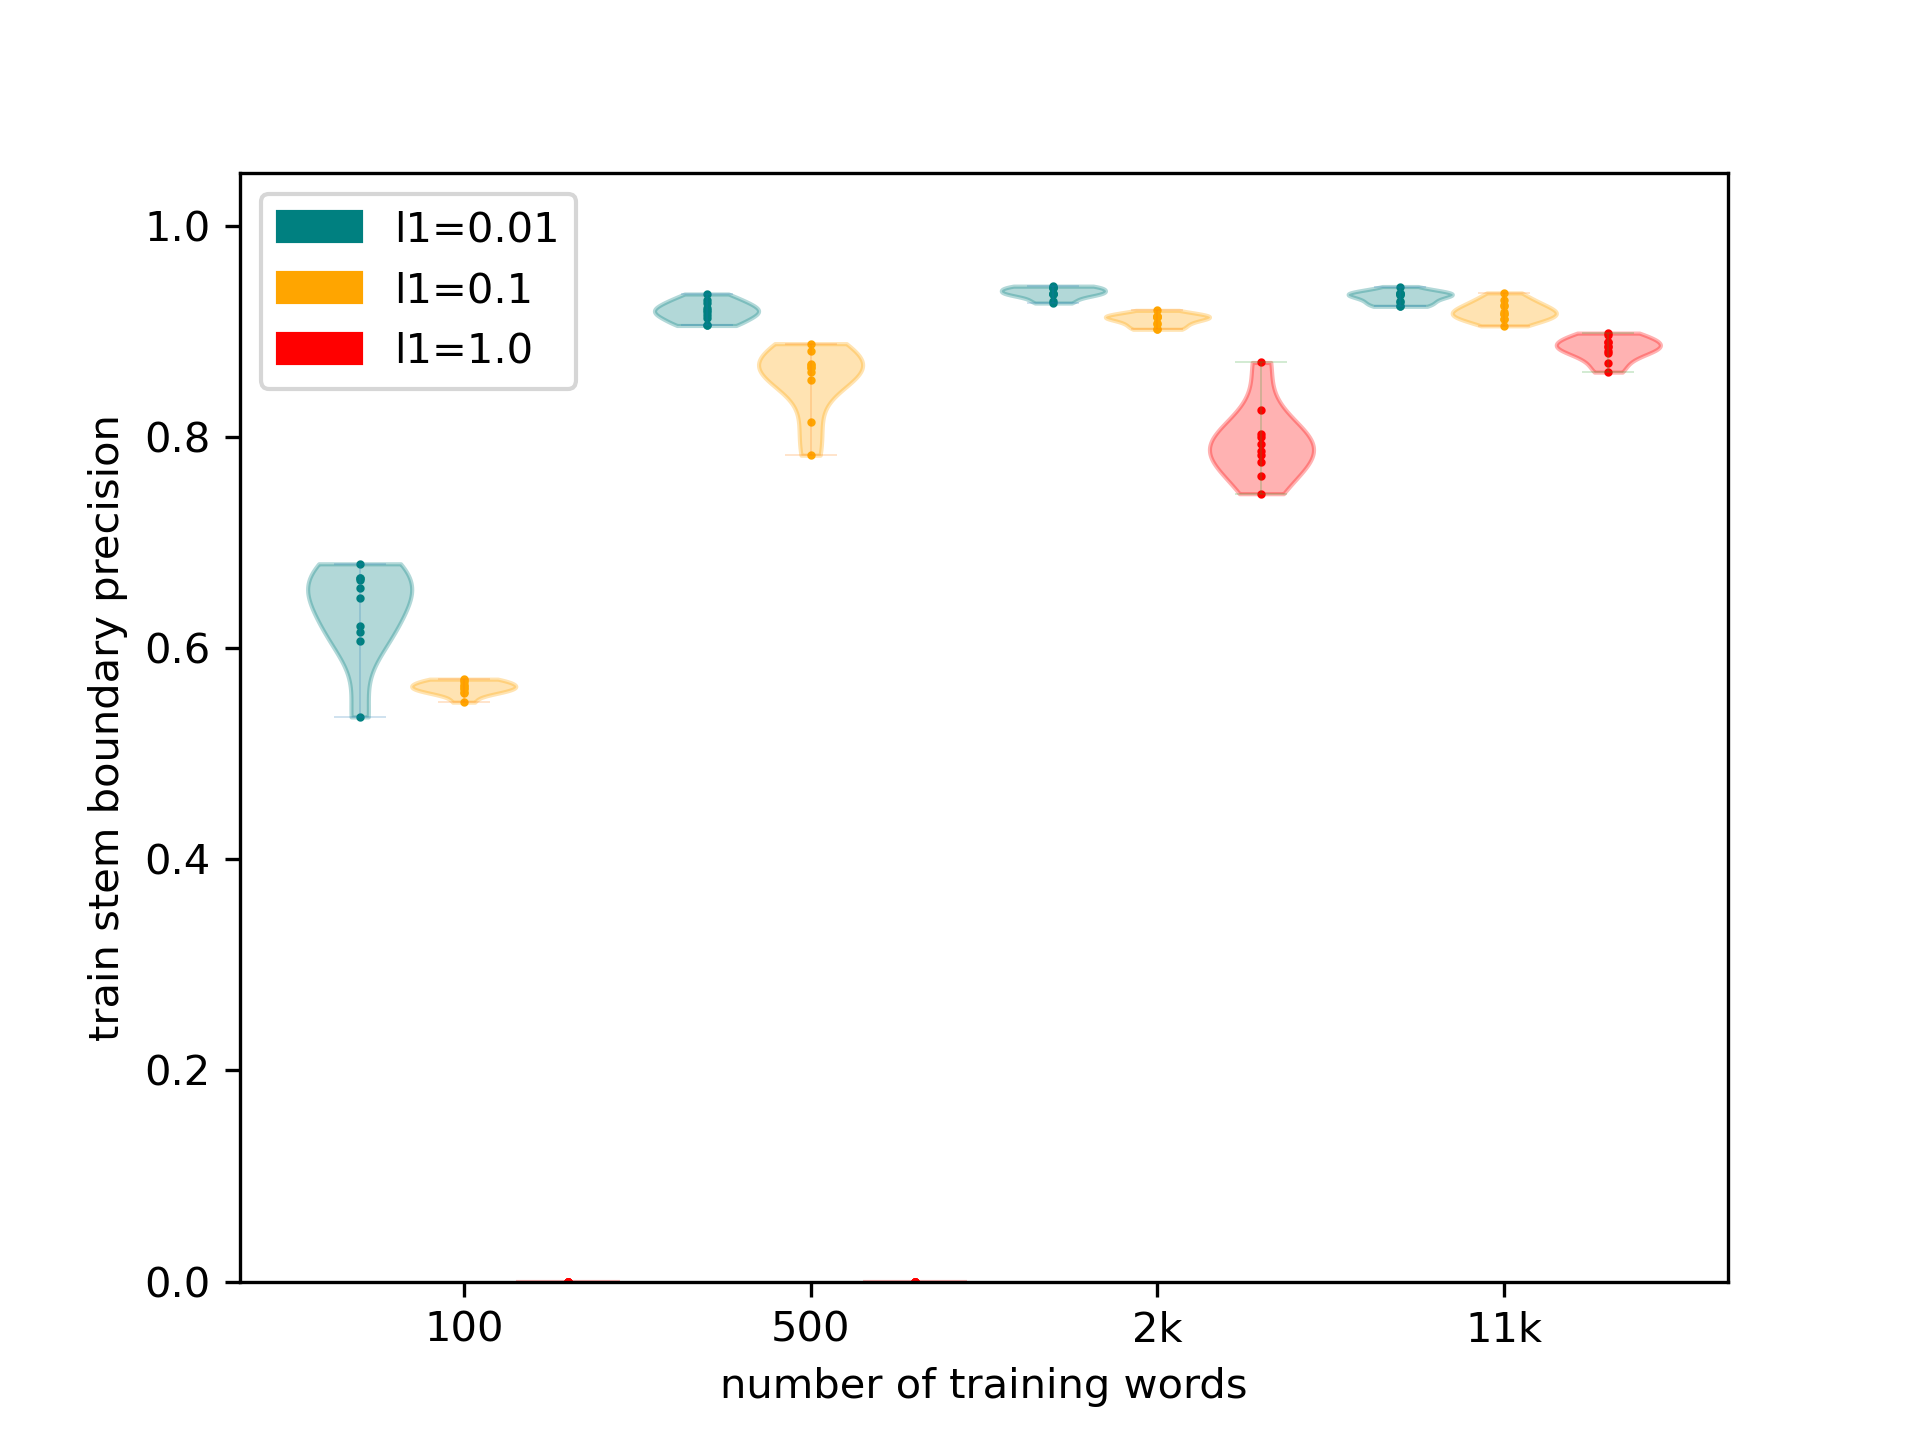 l1=0.01
l1=0.1
l1=1.0
train stem boundary precision
1.0
0.8
0.6
0.4
0.2
0.0
100 500 2k 11k
number of training words